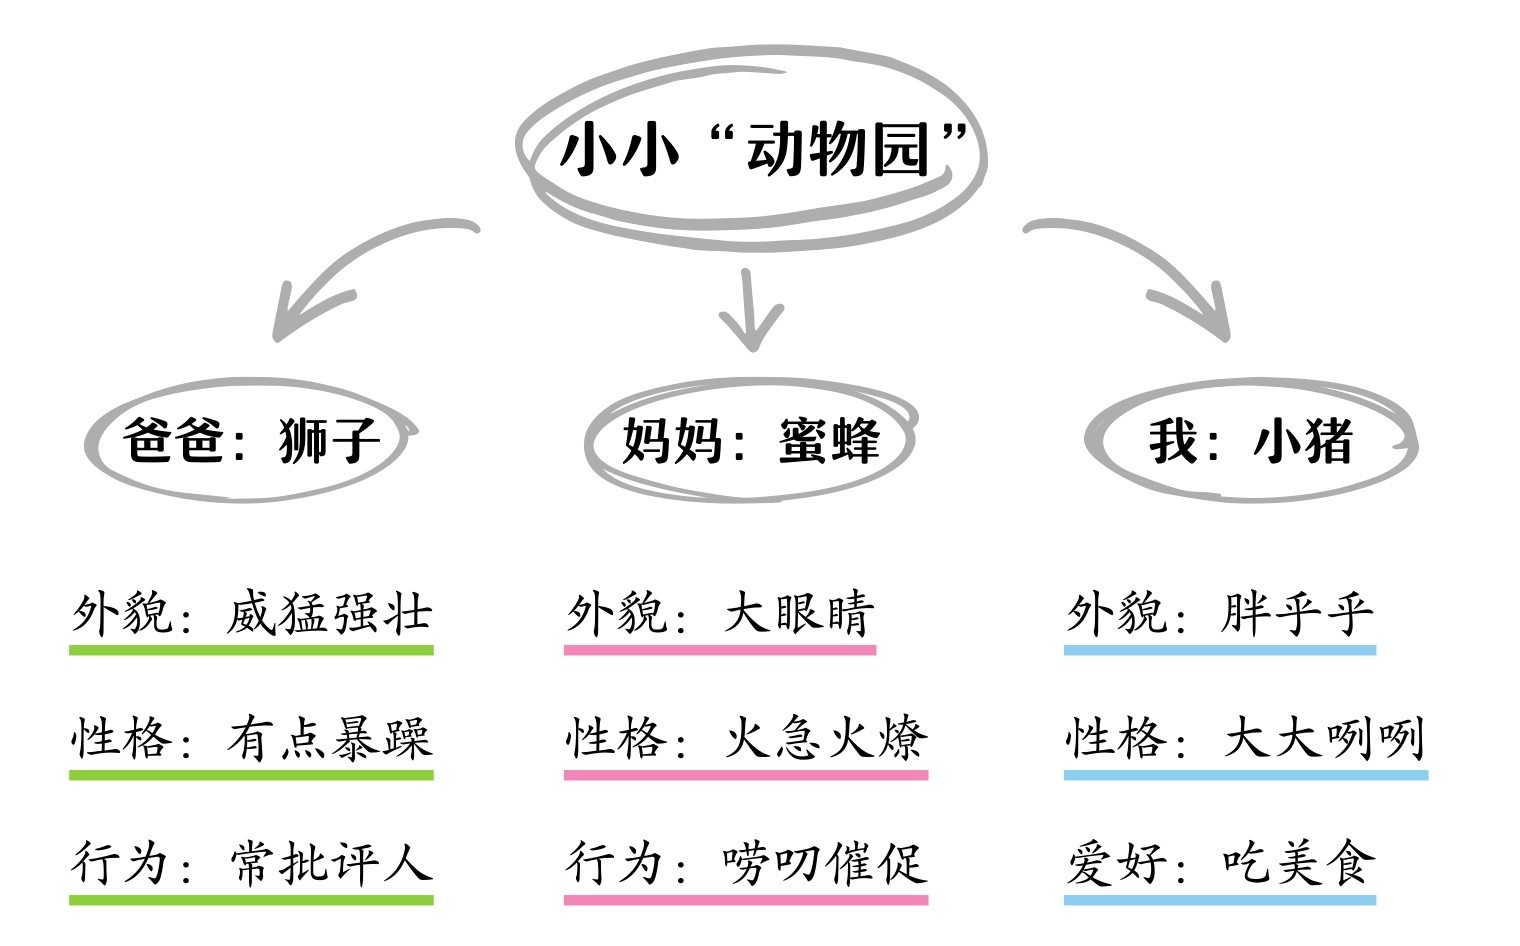 小小“动物园”
爸爸：狮子
妈妈：蜜蜂
我：小猪
外貌：威猛强壮
性格：有点暴躁
行为：常批评人
外貌：大眼睛
性格：火急火燎
行为：唠叨催促
外貌：胖乎乎
性格：大大咧咧
爱好：吃美食